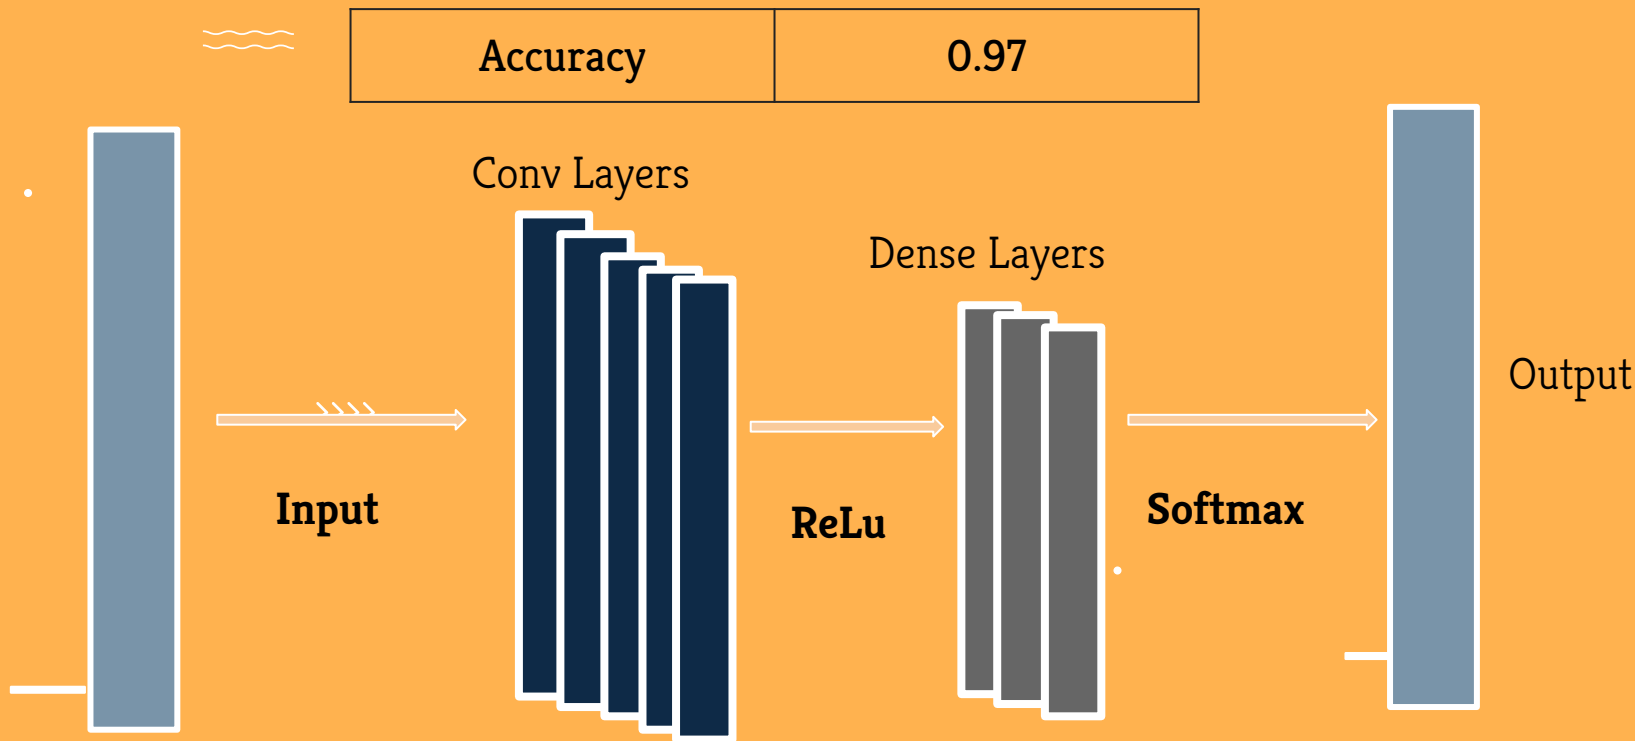 Accuracy 0.97
Conv Layers
Dense Layers
Output
Input
ReLu
Softmax